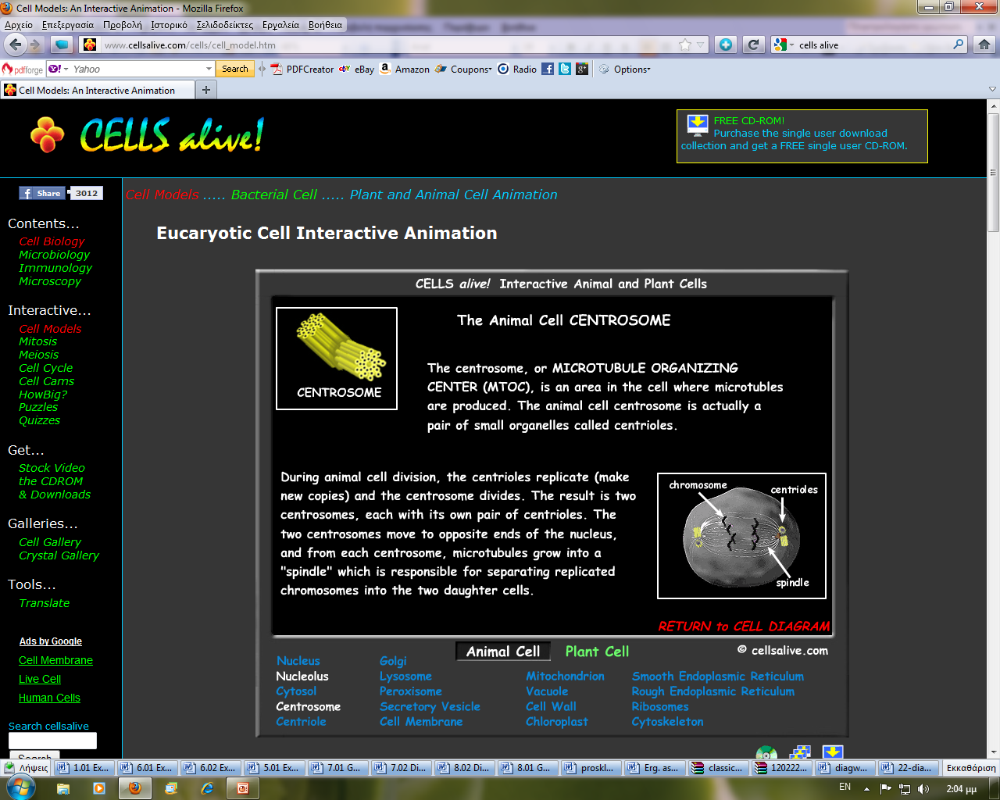 Cell Models: An Interactive Animation - Mozilla Firefox
Αρχείο Επεξεργασία Προβολή Ιστορικό Σελιδοδείκτες Εργαλεία Βοήθεια
www.cellsalive.com/cells/cell_model.htm
cells alive
pdfforge Yahoo Search PDFCreator eBay Amazon Coupons Radio Options
Cell Models: An Interactive Animation
CELLS alive!
FREE CD-ROM!
Purchase the single user download
collection and get a FREE single user CD-ROM.
Share 3012
Cell Models ..... Bacterial Cell ..... Plant and Animal Cell Animation
Contents...
Cell Biology
Microbiology
Immunology
Microscopy
Interactive...
Cell Models
Mitosis
Meiosis
Cell Cycle
Cell Cams
HowBig?
Puzzles
Quizzes
Get...
Stock Video
the CDROM
& Downloads
Galleries...
Cell Gallery
Crystal Gallery
Tools...
Translate
Ads by Google
Cell Membrane
Live Cell
Human Cells
Search cellsalive
Search
Eucaryotic Cell Interactive Animation
CELLS alive! Interactive Animal and Plant Cells
CENTROSOME
The Animal Cell CENTROSOME
The centrosome, or MICROTUBULE ORGANIZING
CENTER (MTOC), is an area in the cell where microtubles
are produced. The animal cell centrosome is actually a
pair of small organelles called centrioles.
During animal cell division, the centrioles replicate (make
new copies) and the centrosome divides. The result is two
centrosomes, each with its own pair of centrioles. The
two centrosomes move to opposite ends of the nucleus,
and from each centrosome, microtubules grow into a
"spindle" which is responsible for separating replicated
chromosomes into the two daughter cells.
chromosome
centrioles
spindle
RETURN to CELL DIAGRAM
Animal Cell Plant Cell © cellsalive.com
Nucleus Golgi
Nucleolus Lysosome Mitochondrion Smooth Endoplasmic Reticulum
Cytosol Peroxisome Vacuole Rough Endoplasmic Reticulum
Centrosome Secretory Vesicle Cell Wall Ribosomes
Centriole Cell Membrane Chloroplast Cytoskeleton
Λήψεις 1.01 Ex... 6.01 Ex... 6.02 Ex... 5.01 Ex... 7.01 G... 7.02 Di... 8.02 Di... 8.01 G... proskl... Erg. as... classic... 120222... diagw... 22-dia... Εκκαθάριση
EN 2:04 μμ